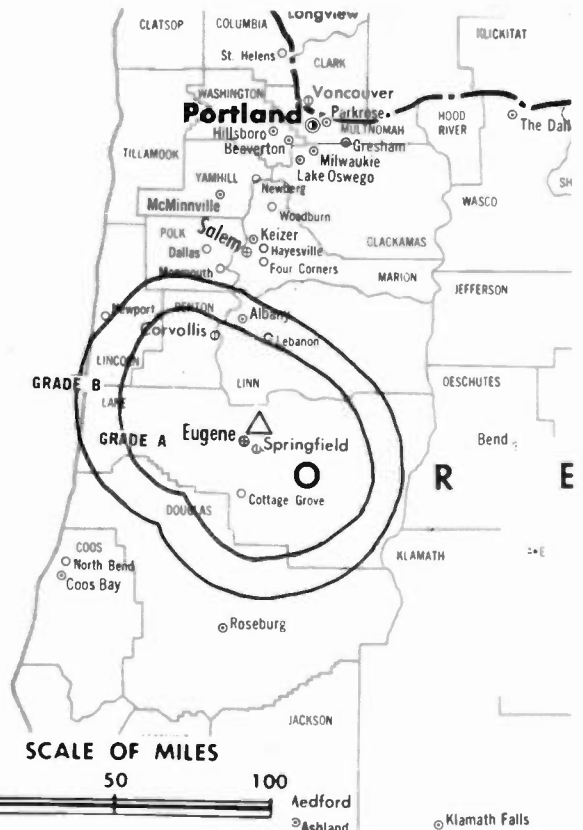 Longview
CLATSOP
COLUMBIA
KLICKITAT
St. Helens
CLARK
WASHINGTON
Vancouver
Portland
Parkrose
HOOD
RIVER
The Dall
Hillsboro
MULTNOMAH
Beaverton
Gresham
TILLAMOOK
Milwaukie
Lake Oswego
YAMHILL
Newberg
SH
McMinnville
WASCO
Woodburn
POLK
Salem
Keizer
Dallas
Hayesville
CLACKAMAS
Monmouth
Four Corners
MARION
JEFFERSON
Newport
BENTON
Albany
Corvallis
Lebanon
LINCOLN
GRADE B
LINN
DESCHUTES
LANE
GRADE A
Eugene
Springfield
Bend
O R E
Cottage Grove
DOUGLAS
COOS
North Bend
KLAMATH
Coos Bay
Roseburg
JACKSON
SCALE OF MILES
50 100
Medford
Klamath Falls
Ashland